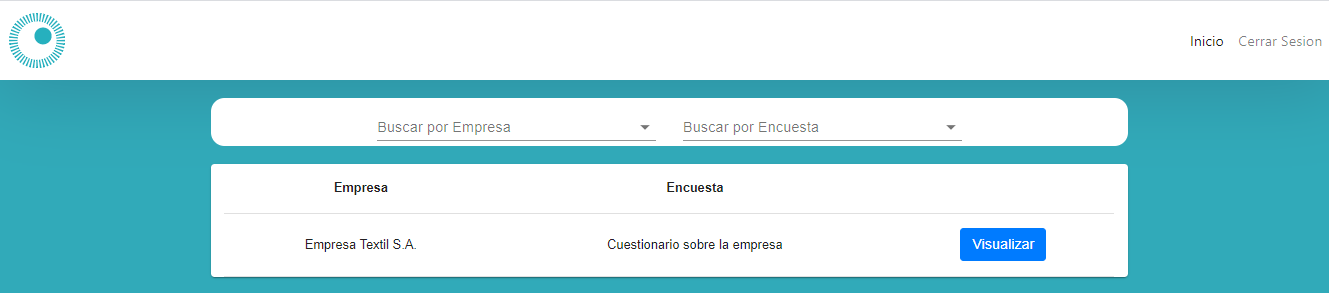 Inicio Cerrar Sesion
Buscar por Empresa Buscar por Encuesta
Empresa Encuesta
Empresa Textil S.A. Cuestionario sobre la empresa Visualizar